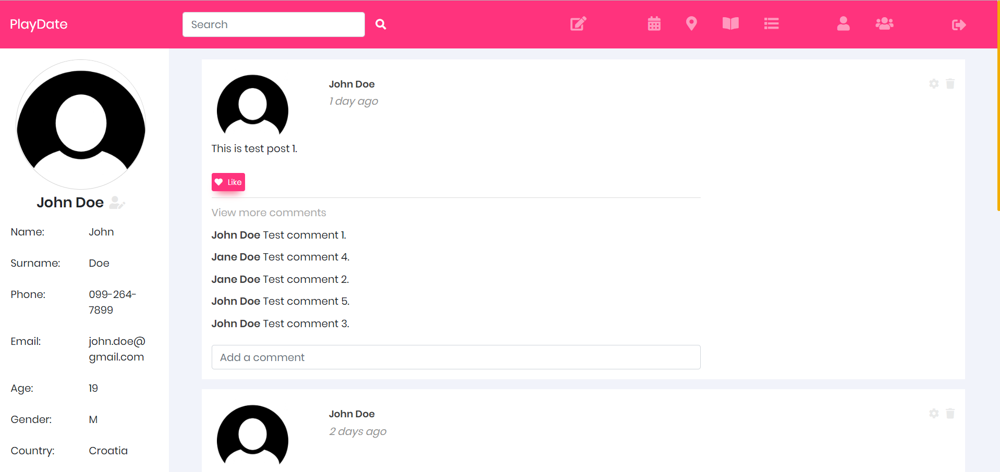 PlayDate
Search
John Doe
Name: John
Surname: Doe
Phone: 099-264-
7899
Email: john.doe@
gmail.com
Age: 19
Gender: M
Country: Croatia
John Doe
1 day ago
This is test post 1.
Like
View more comments
John Doe Test comment 1.
Jane Doe Test comment 4.
Jane Doe Test comment 2.
John Doe Test comment 5.
John Doe Test comment 3.
Add a comment
John Doe
2 days ago